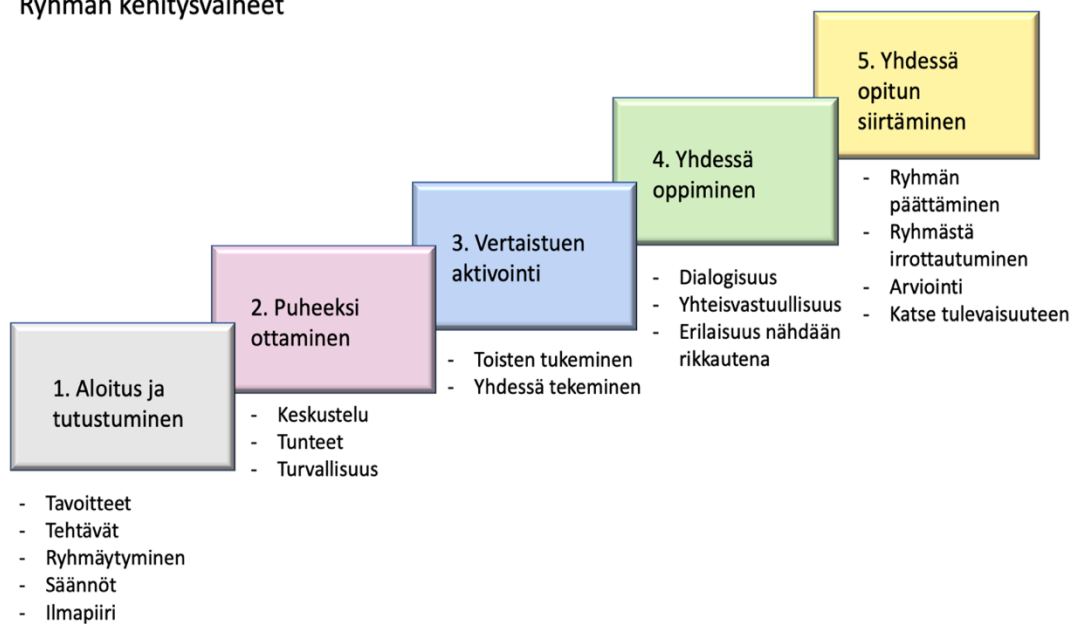 Ryhmän kehitysvaiheet
1. Aloitus ja
tutustuminen
- Tavoitteet
- Tehtävät
- Ryhmäytyminen
- Säännöt
- Ilmapiiri
2. Puheeksi
ottaminen
- Keskustelu
- Tunteet
- Turvallisuus
3. Vertaistuen
aktivointi
- Toisten tukeminen
- Yhdessä tekeminen
4. Yhdessä
oppiminen
- Dialogisuus
- Yhteisvastuullisuus
- Erilaisuus nähdään
rikkautena
5. Yhdessä
opitun
siirtäminen
- Ryhmän
päättäminen
- Ryhmästä
irrottautuminen
- Arviointi
- Katse tulevaisuuteen